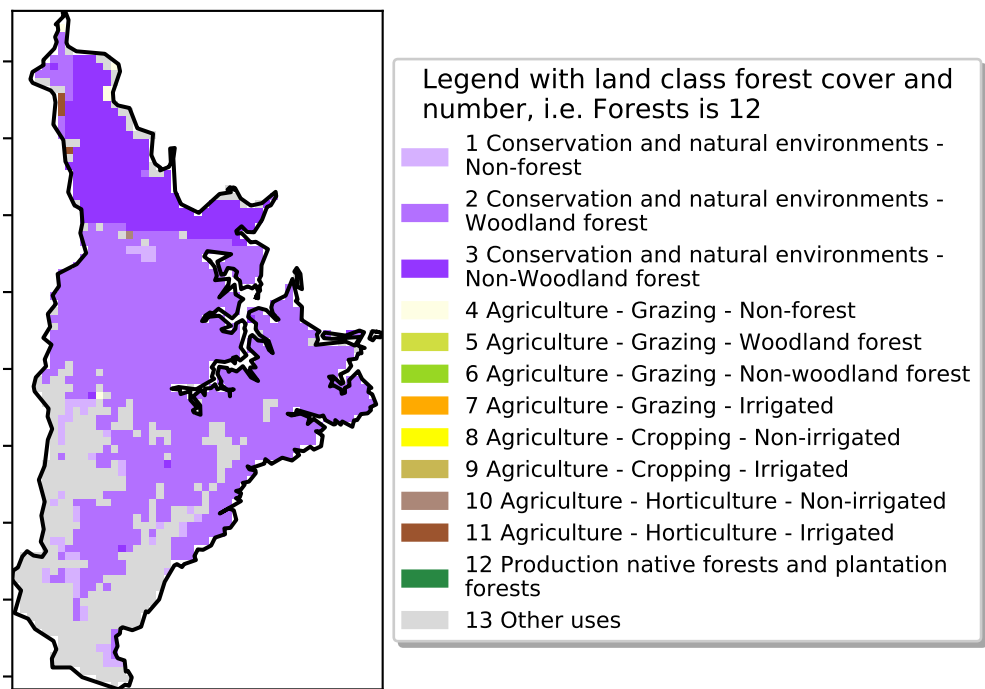 Legend with land class forest cover and
number, i.e. Forests is 12
1 Conservation and natural environments -
Non-forest
2 Conservation and natural environments -
Woodland forest
3 Conservation and natural environments -
Non-Woodland forest
4 Agriculture - Grazing - Non-forest
5 Agriculture - Grazing - Woodland forest
6 Agriculture - Grazing - Non-woodland forest
7 Agriculture - Grazing - Irrigated
8 Agriculture - Cropping - Non-irrigated
9 Agriculture - Cropping - Irrigated
10 Agriculture - Horticulture - Non-irrigated
11 Agriculture - Horticulture - Irrigated
12 Production native forests and plantation
forests
13 Other uses